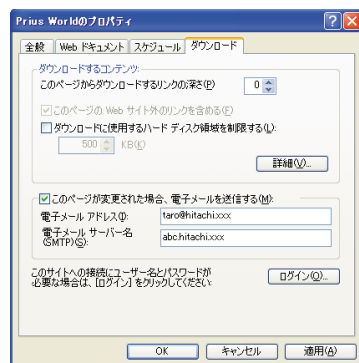 Prius Worldのプロパティ
全般 Web ドキュメント スケジュール ダウンロード
ダウンロードするコンテンツ:
このページからダウンロードするリンクの深さ(P) 0
このページの Web サイト外のリンクを含める(F)
ダウンロードに使用するハード ディスク領域を制限する(L):
500 KB(K)
詳細(V)...
このページが変更された場合、電子メールを送信する(M):
電子メール アドレス(I): taro@hitachi.xxx
電子メール サーバー名
(SMTP)(S): abc.hitachi.xxx
このサイトへの接続にユーザー名とパスワードが
必要な場合は、[ログイン] をクリックしてください:
ログイン(O)...
OK キャンセル 適用(A)